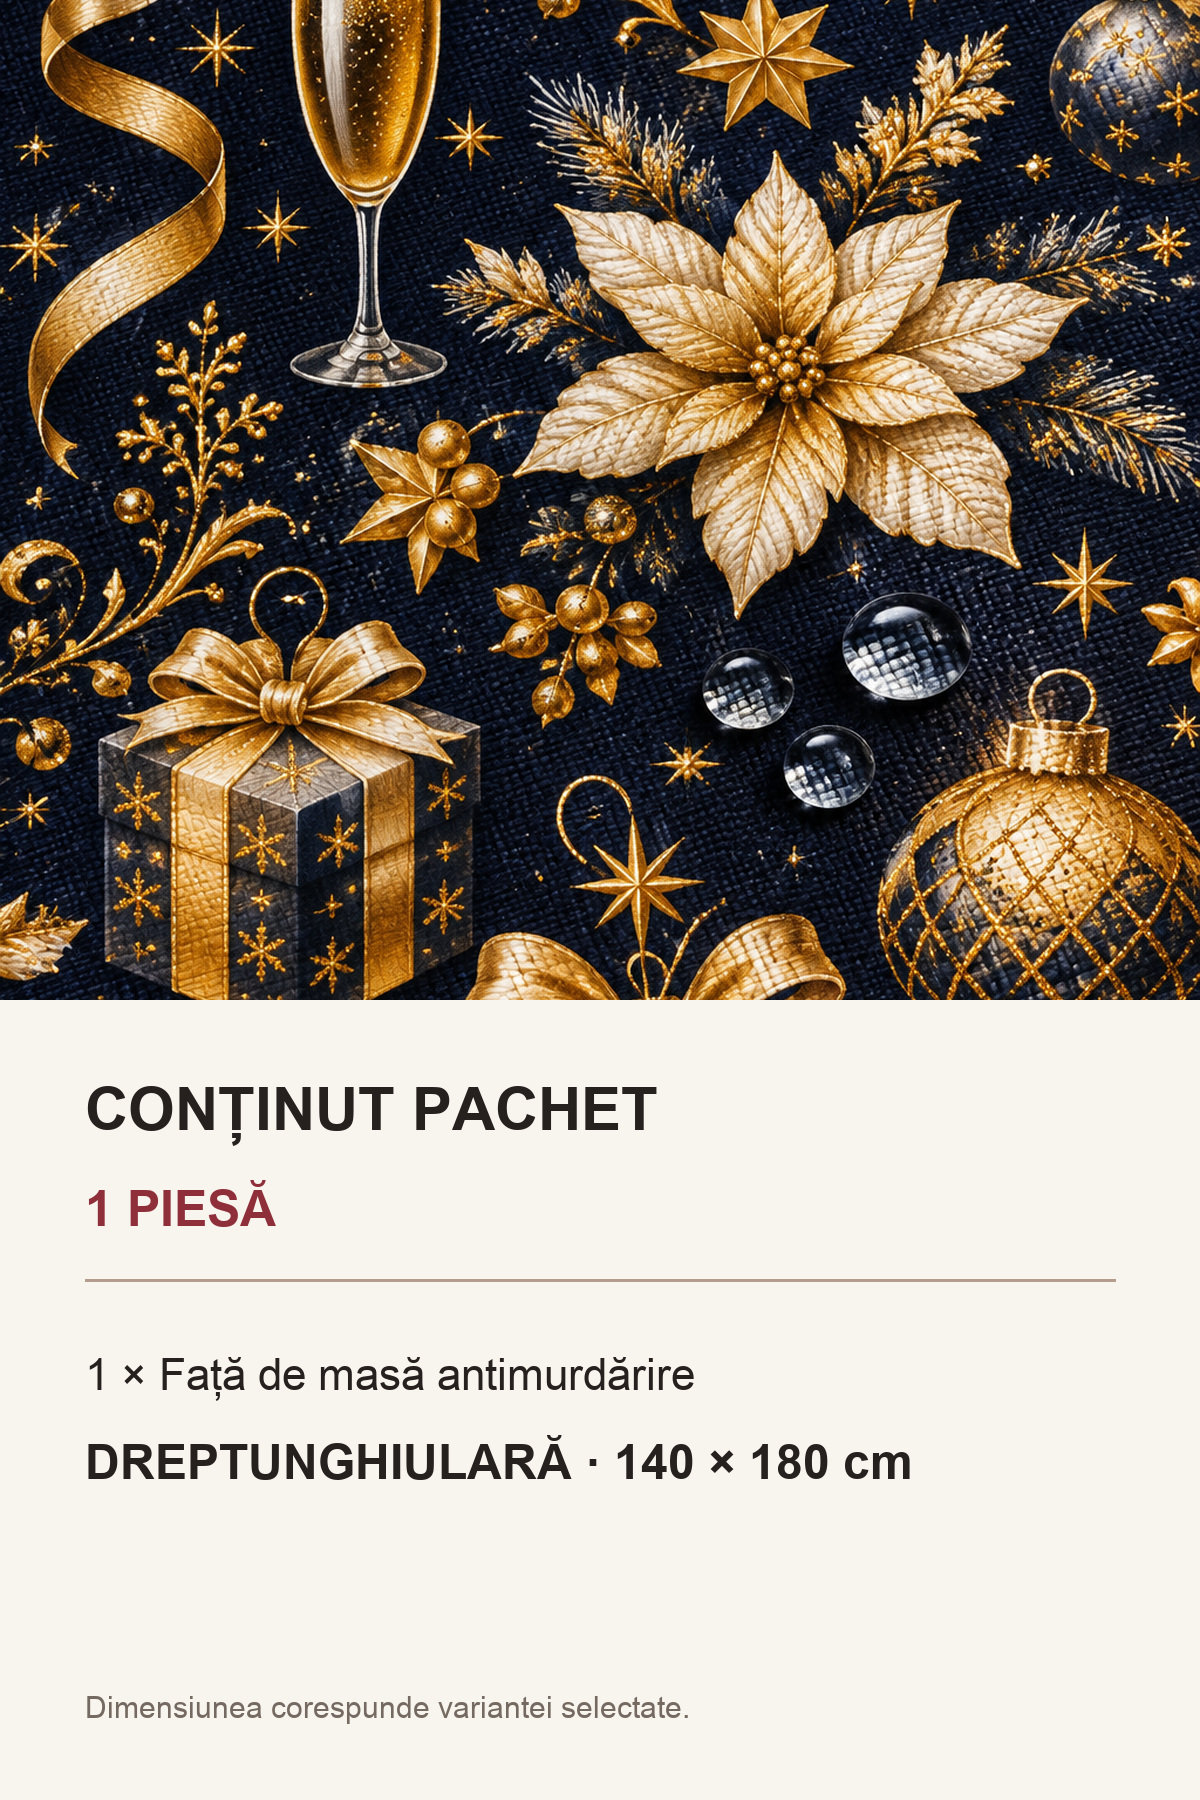 CONȚINUT PACHET
1 PIESĂ
1 × Față de masă antimurdărire
DREPTUNGHIULARĂ · 140 × 180 cm
Dimensiunea corespunde variantei selectate.